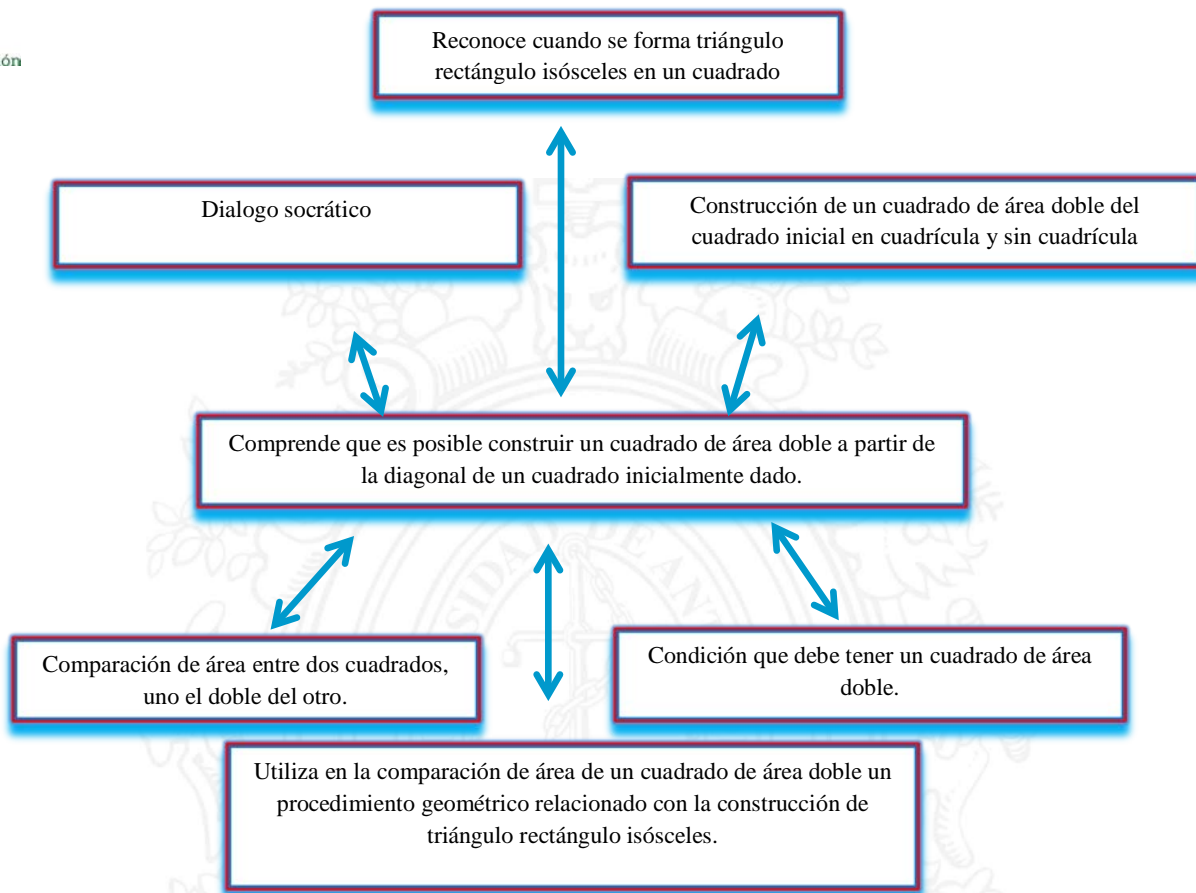 ón
Reconoce cuando se forma triángulo
rectángulo isósceles en un cuadrado
Dialogo socrático
Construcción de un cuadrado de área doble del
cuadrado inicial en cuadrícula y sin cuadrícula
Comprende que es posible construir un cuadrado de área doble a partir de
la diagonal de un cuadrado inicialmente dado.
Comparación de área entre dos cuadrados,
uno el doble del otro.
Condición que debe tener un cuadrado de área
doble.
Utiliza en la comparación de área de un cuadrado de área doble un
procedimiento geométrico relacionado con la construcción de
triángulo rectángulo isósceles.